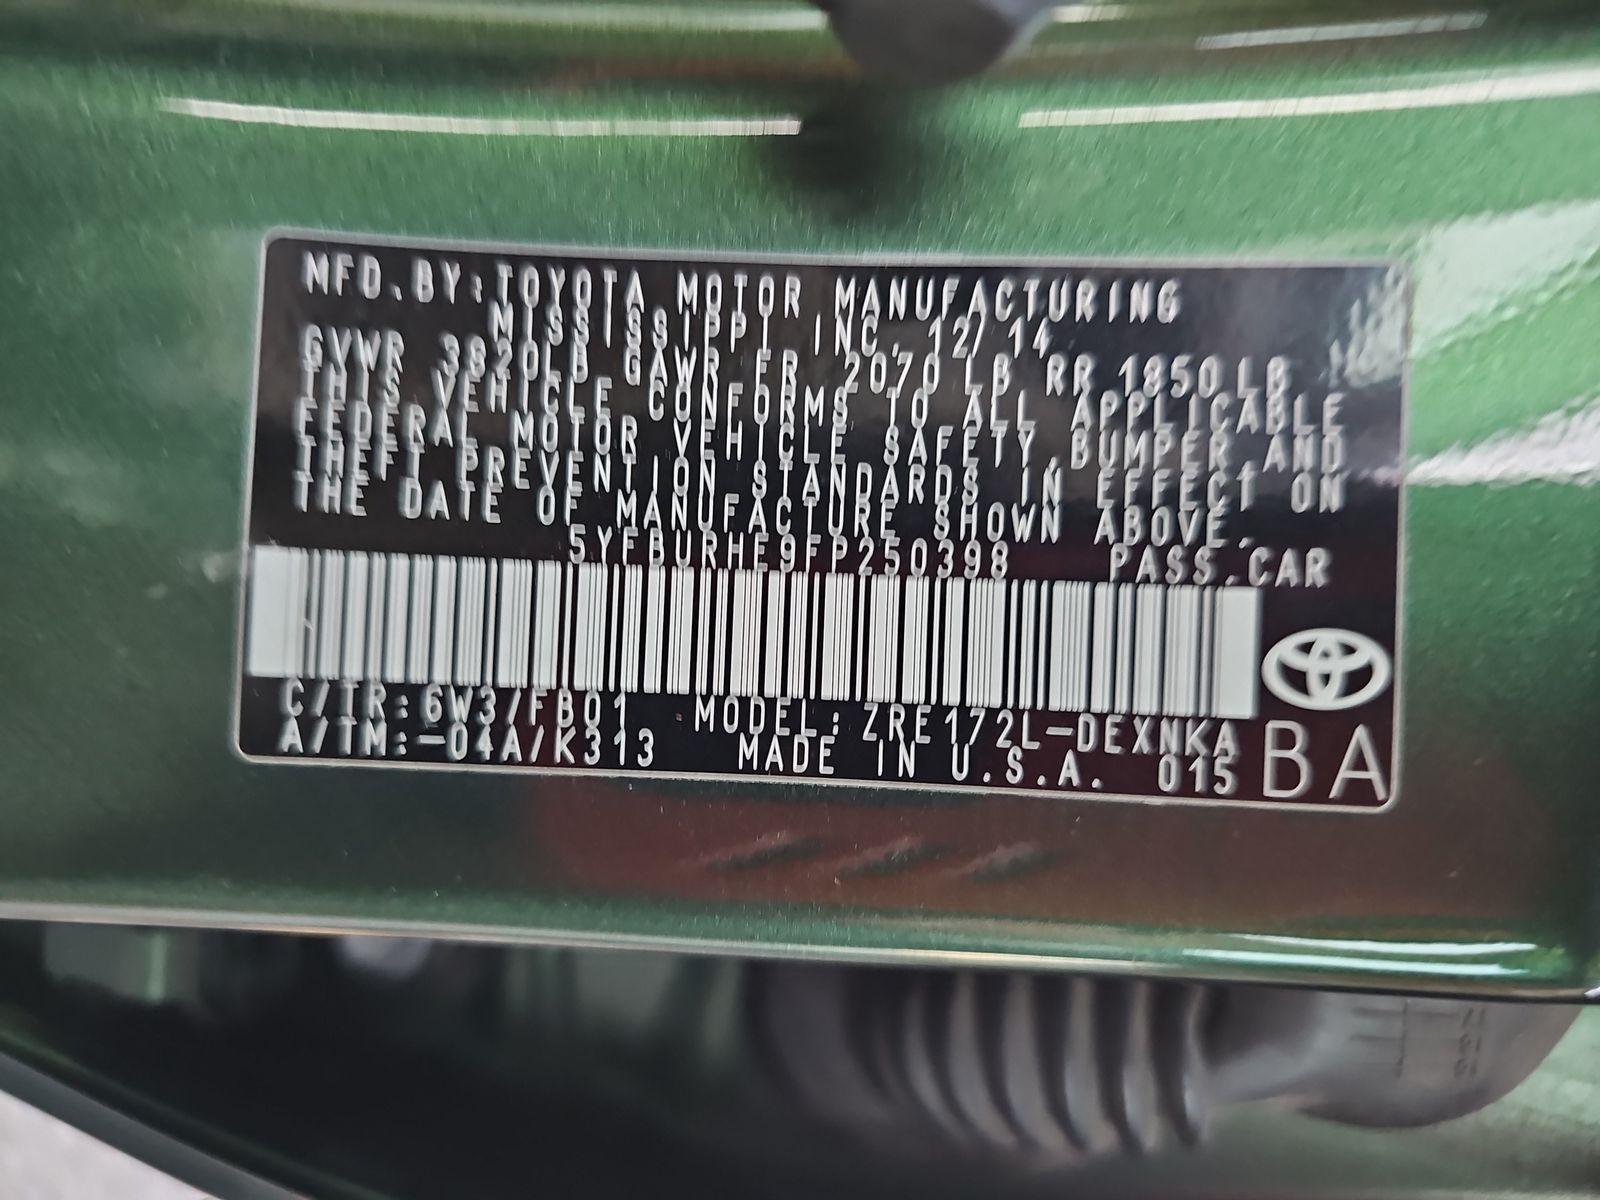 MFD.BY:TOYOTA MOTOR MANUFACTURING
MISSISSIPPI INC. 12/14
GVWR 3820LB GAWR FR 2070LB RR 1850LB
THIS VEHICLE CONFORMS TO ALL APPLICABLE
FEDERAL MOTOR VEHICLE SAFETY,BUMPER,AND
THEFT PREVENTION STANDARDS IN EFFECT ON
THE DATE OF MANUFACTURE SHOWN ABOVE.
5YFBURHE9FP250398 PASS.CAR
C/TR:6W3/FB01 MODEL:ZRE172L-DEXNKA
A/TM:-04A/K313 MADE IN U.S.A. 015
BA